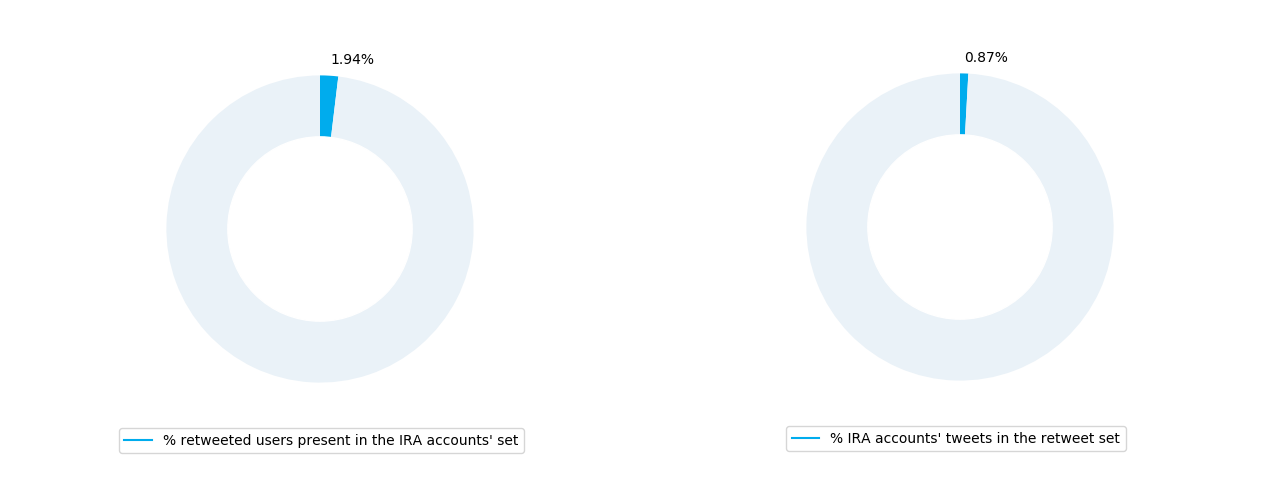 1.94%
% retweeted users present in the IRA accounts' set
0.87%
% IRA accounts' tweets in the retweet set